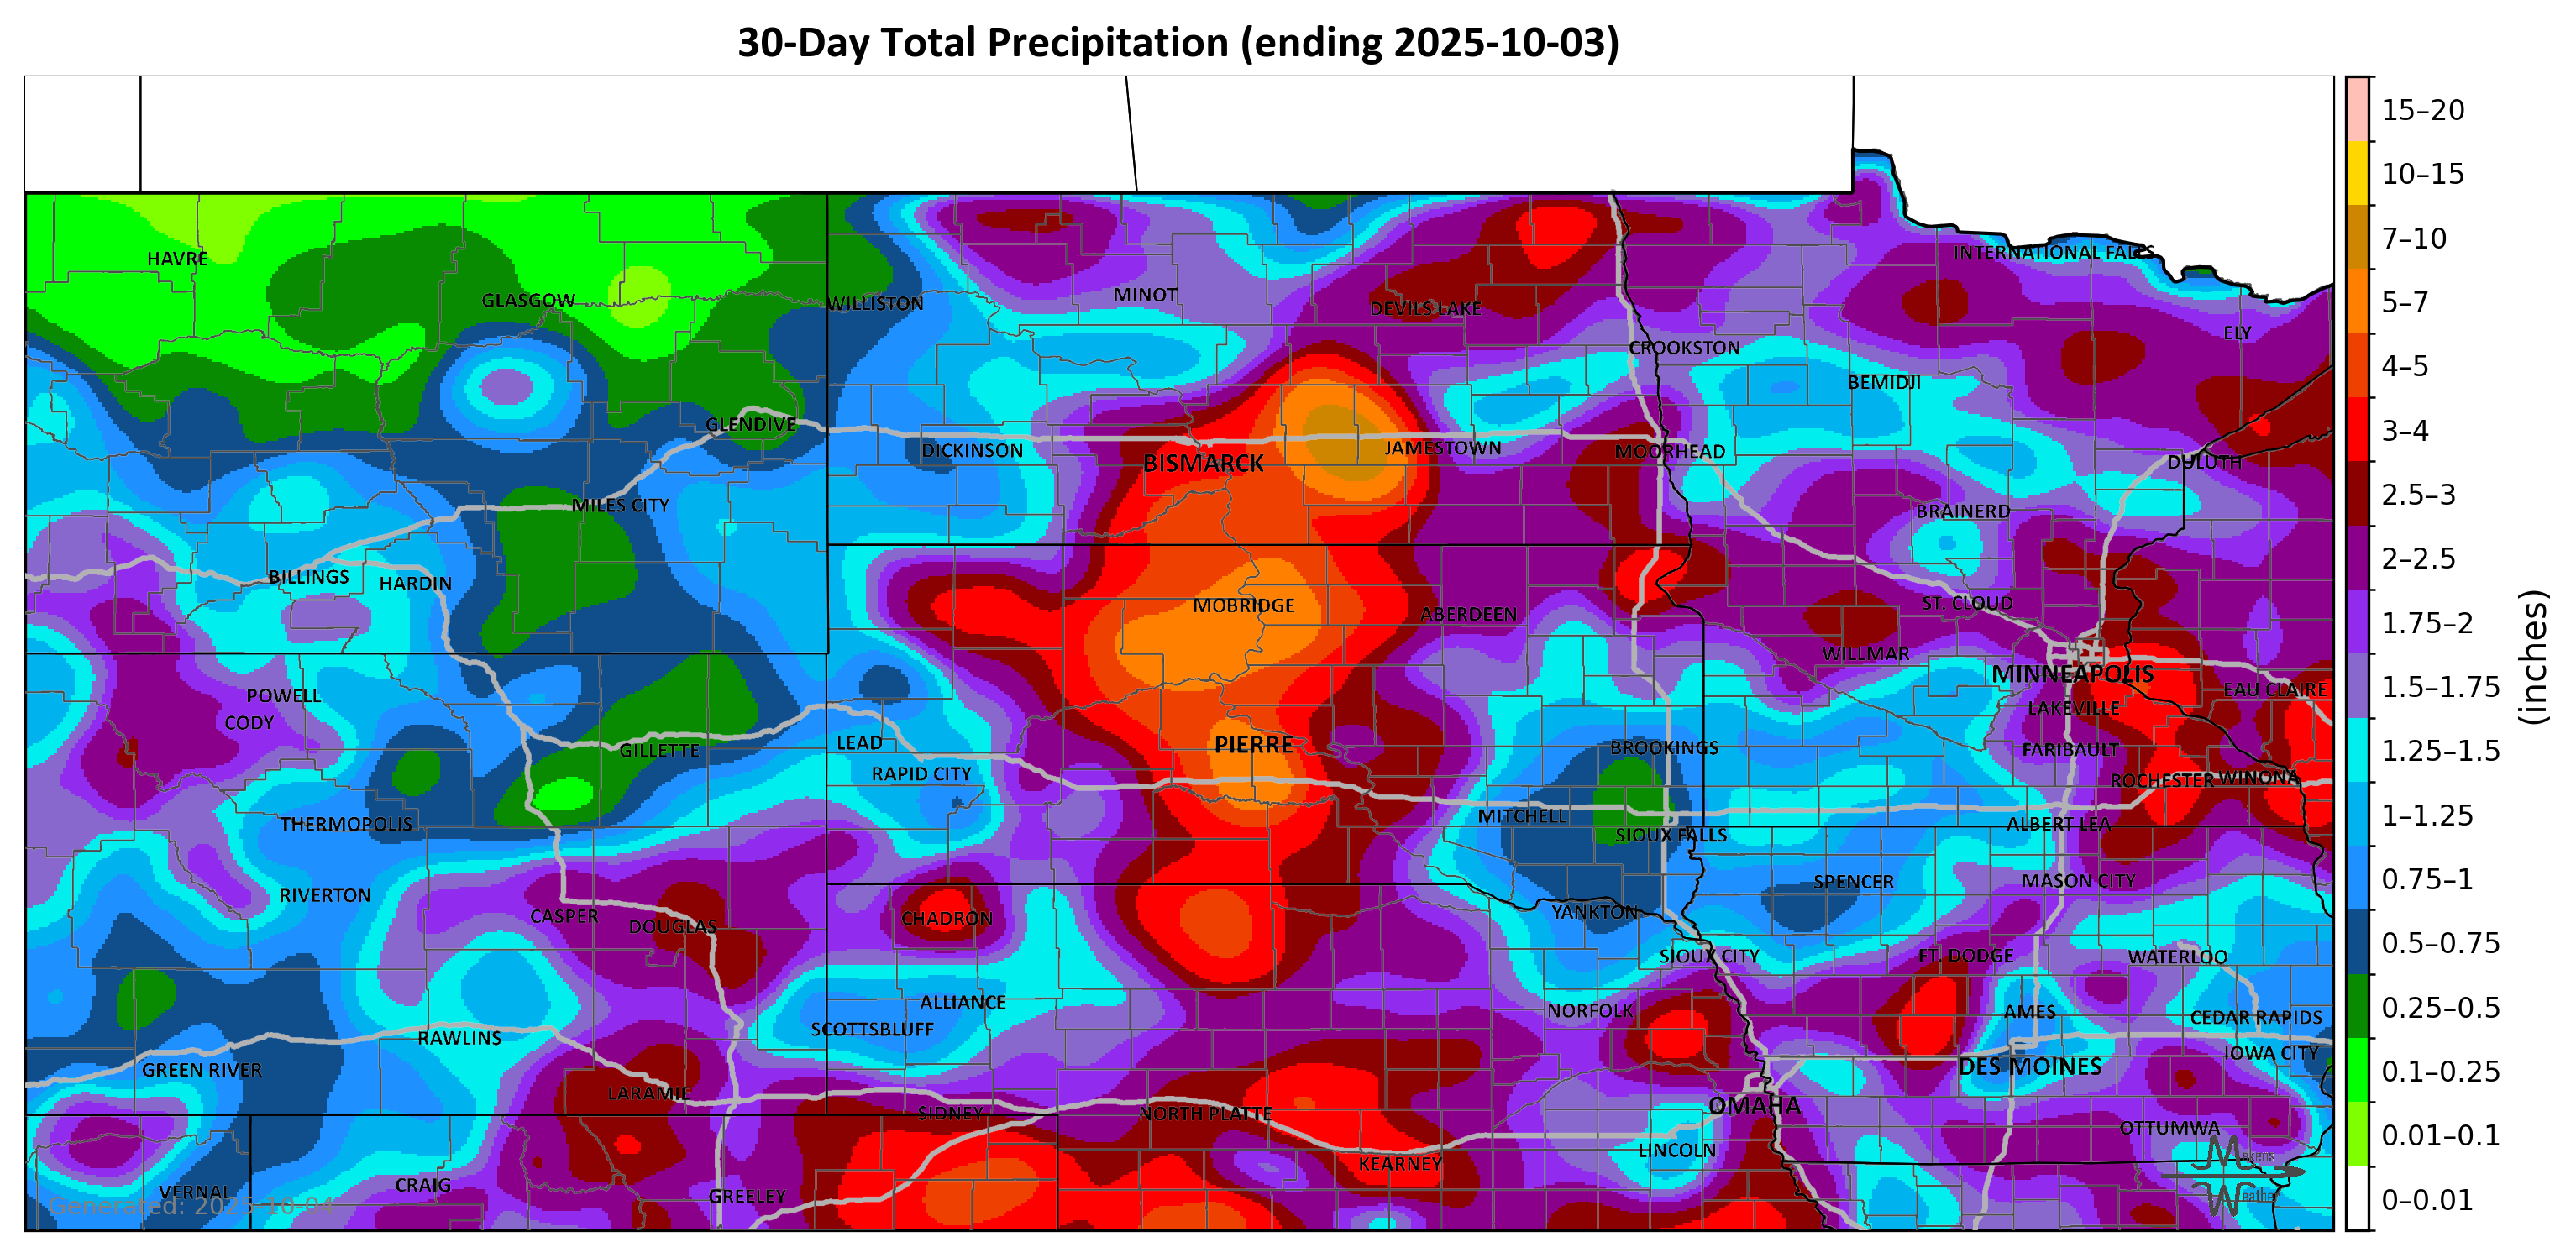 30-Day Total Precipitation (ending 2025-10-03)
15–20
10–15
7–10
5–7
4–5
3–4
2.5–3
2–2.5
1.75–2
1.5–1.75
1.25–1.5
1–1.25
0.75–1
0.5–0.75
0.25–0.5
0.1–0.25
0.01–0.1
0–0.01
(inches)
INTERNATIONAL FALLS
HAVRE
GLASGOW
WILLISTON
MINOT
DEVILS LAKE
ELY
CROOKSTON
BEMIDJI
GLENDIVE
DICKINSON
BISMARCK
JAMESTOWN
MOORHEAD
DULUTH
MILES CITY
BRAINERD
BILLINGS
HARDIN
MOBRIDGE
ABERDEEN
ST. CLOUD
WILLMAR
MINNEAPOLIS
EAU CLAIRE
POWELL
CODY
LAKEVILLE
GILLETTE
LEAD
RAPID CITY
PIERRE
BROOKINGS
FARIBAULT
ROCHESTER
WINONA
THERMOPOLIS
MITCHELL
SIOUX FALLS
ALBERT LEA
RIVERTON
SPENCER
MASON CITY
CASPER
DOUGLAS
CHADRON
YANKTON
SIOUX CITY
FT. DODGE
WATERLOO
ALLIANCE
SCOTTSBLUFF
NORFOLK
AMES
CEDAR RAPIDS
RAWLINS
GREEN RIVER
DES MOINES
IOWA CITY
LARAMIE
SIDNEY
NORTH PLATTE
OMAHA
OTTUMWA
LINCOLN
KEARNEY
CRAIG
VERNAL
GREELEY
Generated: 2025-10-04
Makens
Weather